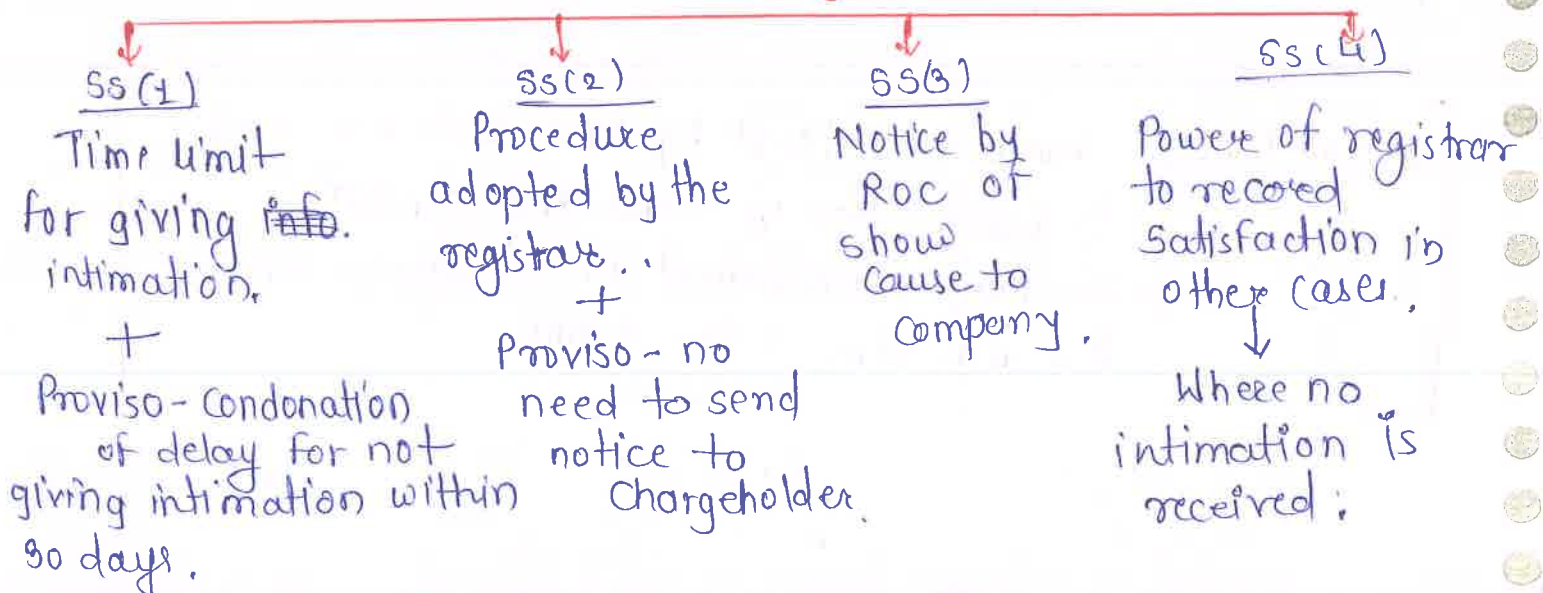 SS(1)
Time limit
for giving info.
intimation.
+
Proviso - Condonation
of delay for not
giving intimation within
30 days.
SS(2)
Procedure
adopted by the
registrar..
+
Proviso - no
need to send
notice to
Chargeholder.
SS(3)
Notice by
ROC of
show
cause to
company.
SS(4)
Power of registrar
to record
Satisfaction in
other cases.
Where no
intimation is
received.